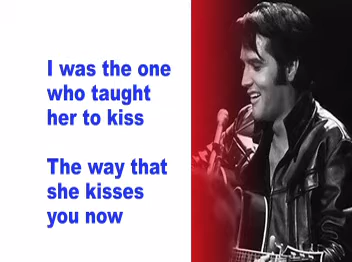 I was the one
who taught
her to kiss
The way that
she kisses
you now